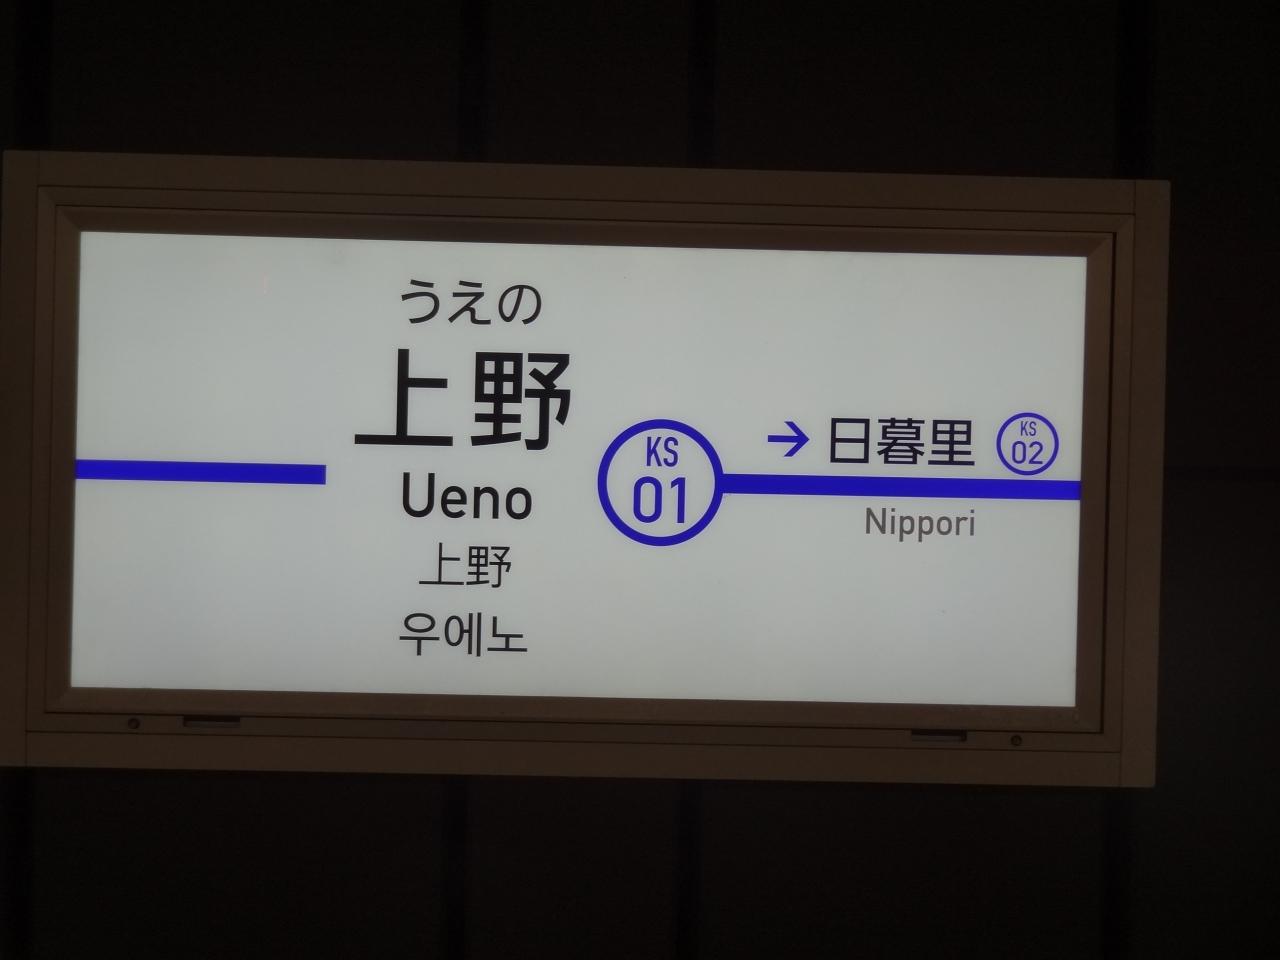 うえの
上野
Ueno
上野
우에노
KS
01
→ 日暮里
KS
02
Nippori